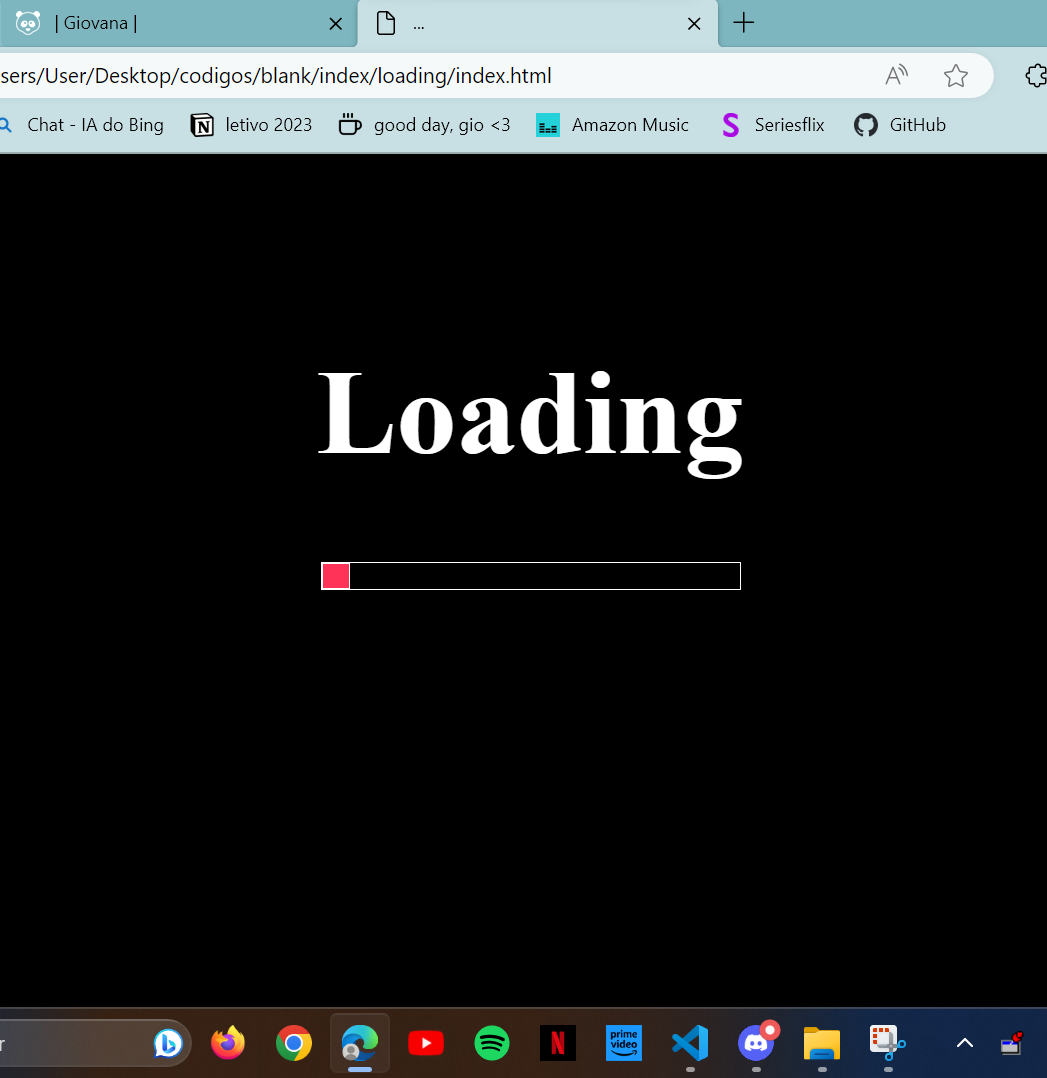 | Giovana |
...
sers/User/Desktop/codigos/blank/index/loading/index.html
Chat - IA do Bing letivo 2023 good day, gio <3 Amazon Music Seriesflix GitHub
Loading
r
prime video